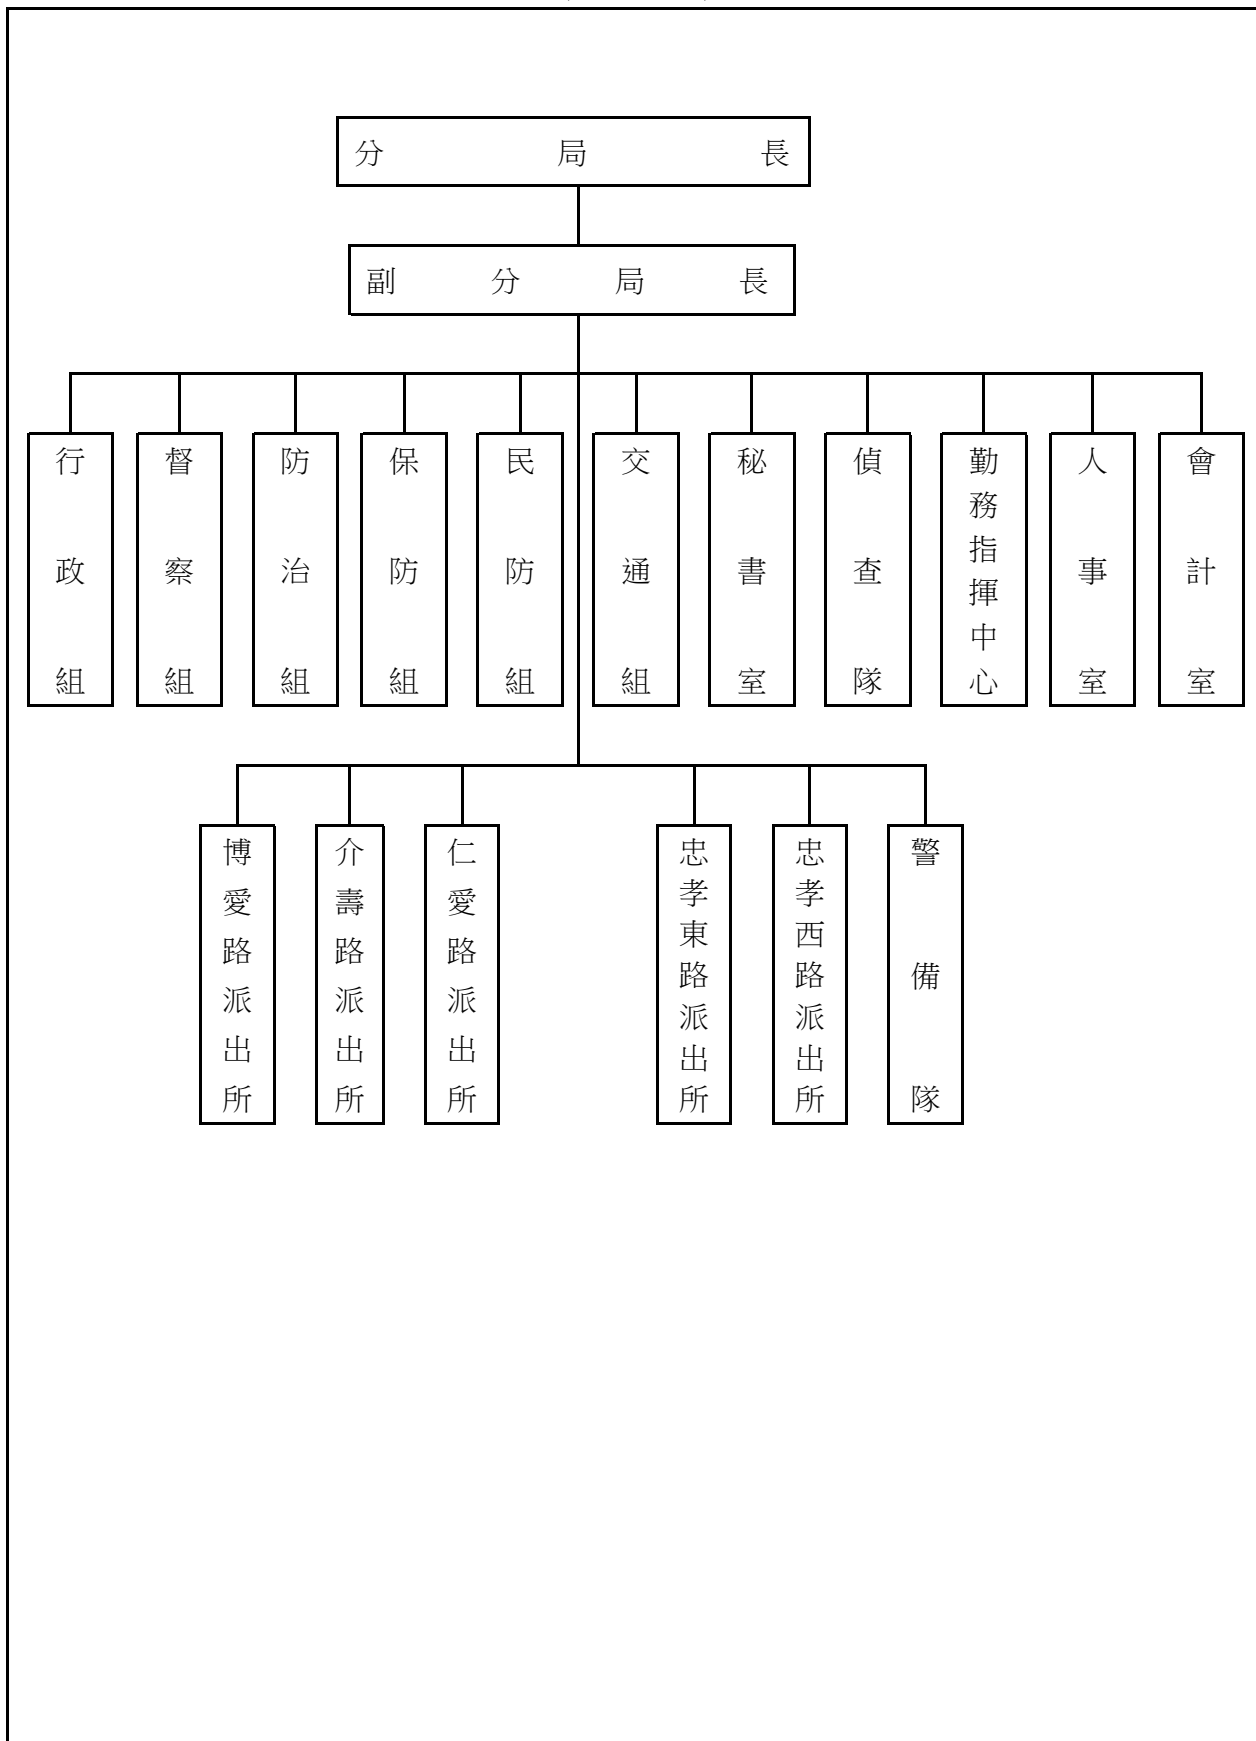 分局長
副分局長
行政組
督察組
防治組
保防組
民防組
交通組
秘書室
偵查隊
勤務指揮中心
人事室
會計室
博愛路派出所
介壽路派出所
仁愛路派出所
忠孝東路派出所
忠孝西路派出所
警備隊